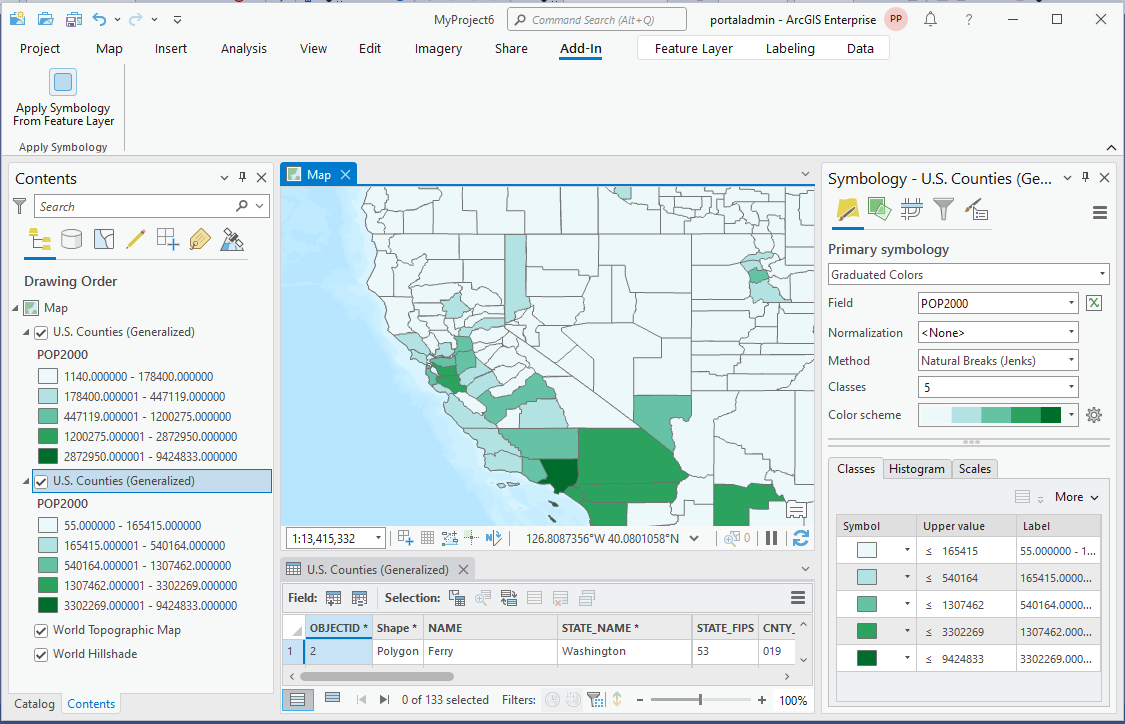 MyProject6
Command Search (Alt+Q)
portaladmin - ArcGIS Enterprise
PP
?
Project
Map
Insert
Analysis
View
Edit
Imagery
Share
Add-In
Feature Layer
Labeling
Data
Apply Symbology
From Feature Layer
Apply Symbology
Contents
Search
Drawing Order
Map
U.S. Counties (Generalized)
POP2000
1140.000000 - 178400.000000
178400.000001 - 447119.000000
447119.000001 - 1200275.000000
1200275.000001 - 2872950.000000
2872950.000001 - 9424833.000000
U.S. Counties (Generalized)
POP2000
55.000000 - 165415.000000
165415.000001 - 540164.000000
540164.000001 - 1307462.000000
1307462.000001 - 3302269.000000
3302269.000001 - 9424833.000000
World Topographic Map
World Hillshade
Catalog
Contents
Map
1:13,415,332
126.8087356°W 40.0801058°N
0
U.S. Counties (Generalized)
Field:
Selection:
OBJECTID *
Shape *
NAME
STATE_NAME *
STATE_FIPS
CNTY_
1
2
Polygon
Ferry
Washington
53
019
0 of 133 selected
Filters:
100%
Symbology - U.S. Counties (Ge...
Primary symbology
Graduated Colors
Field
POP2000
Normalization
<None>
Method
Natural Breaks (Jenks)
Classes
5
Color scheme
Classes
Histogram
Scales
More
Symbol
Upper value
Label
≤ 165415
55.000000 - 1...
≤ 540164
165415.0000...
≤ 1307462
540164.0000...
≤ 3302269
1307462.000...
≤ 9424833
3302269.000...